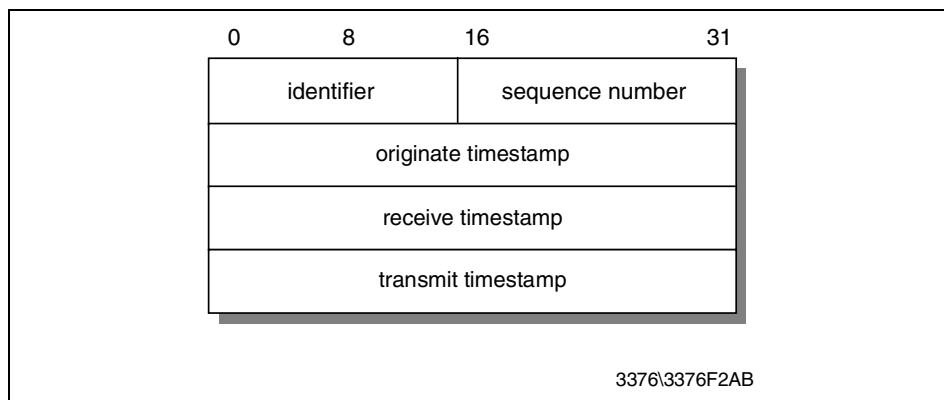 0 8 16 31
identifier sequence number
originate timestamp
receive timestamp
transmit timestamp
3376\3376F2AB